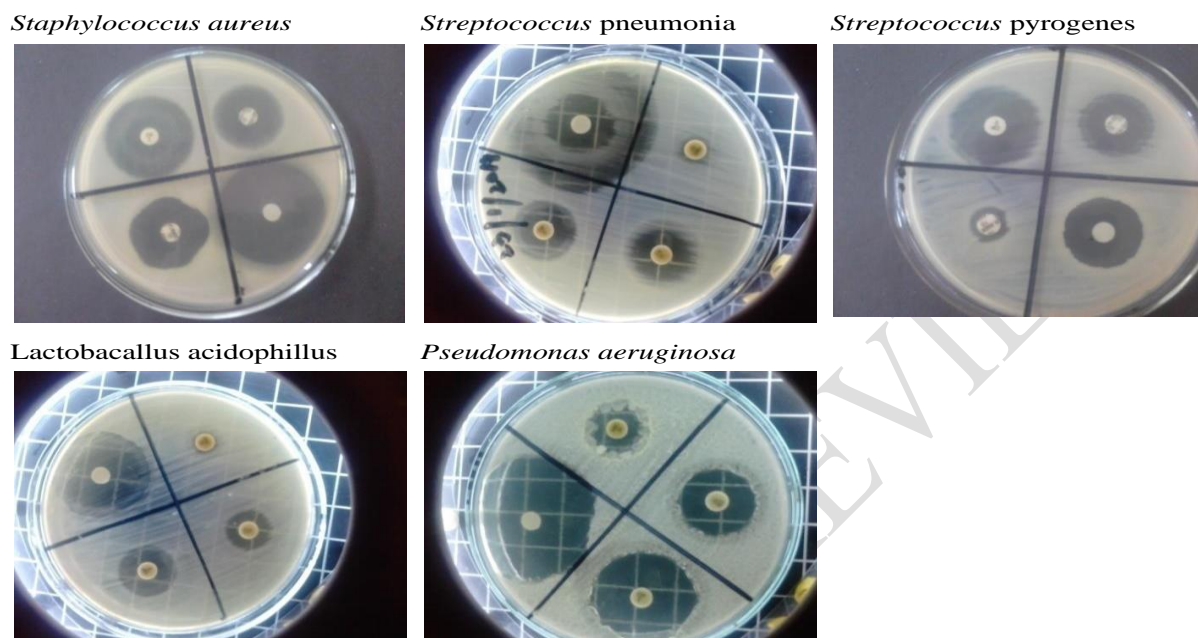 Staphylococcus aureus
Streptococcus pneumonia
Streptococcus pyrogenes
Lactobacallus acidophillus
Pseudomonas aeruginosa